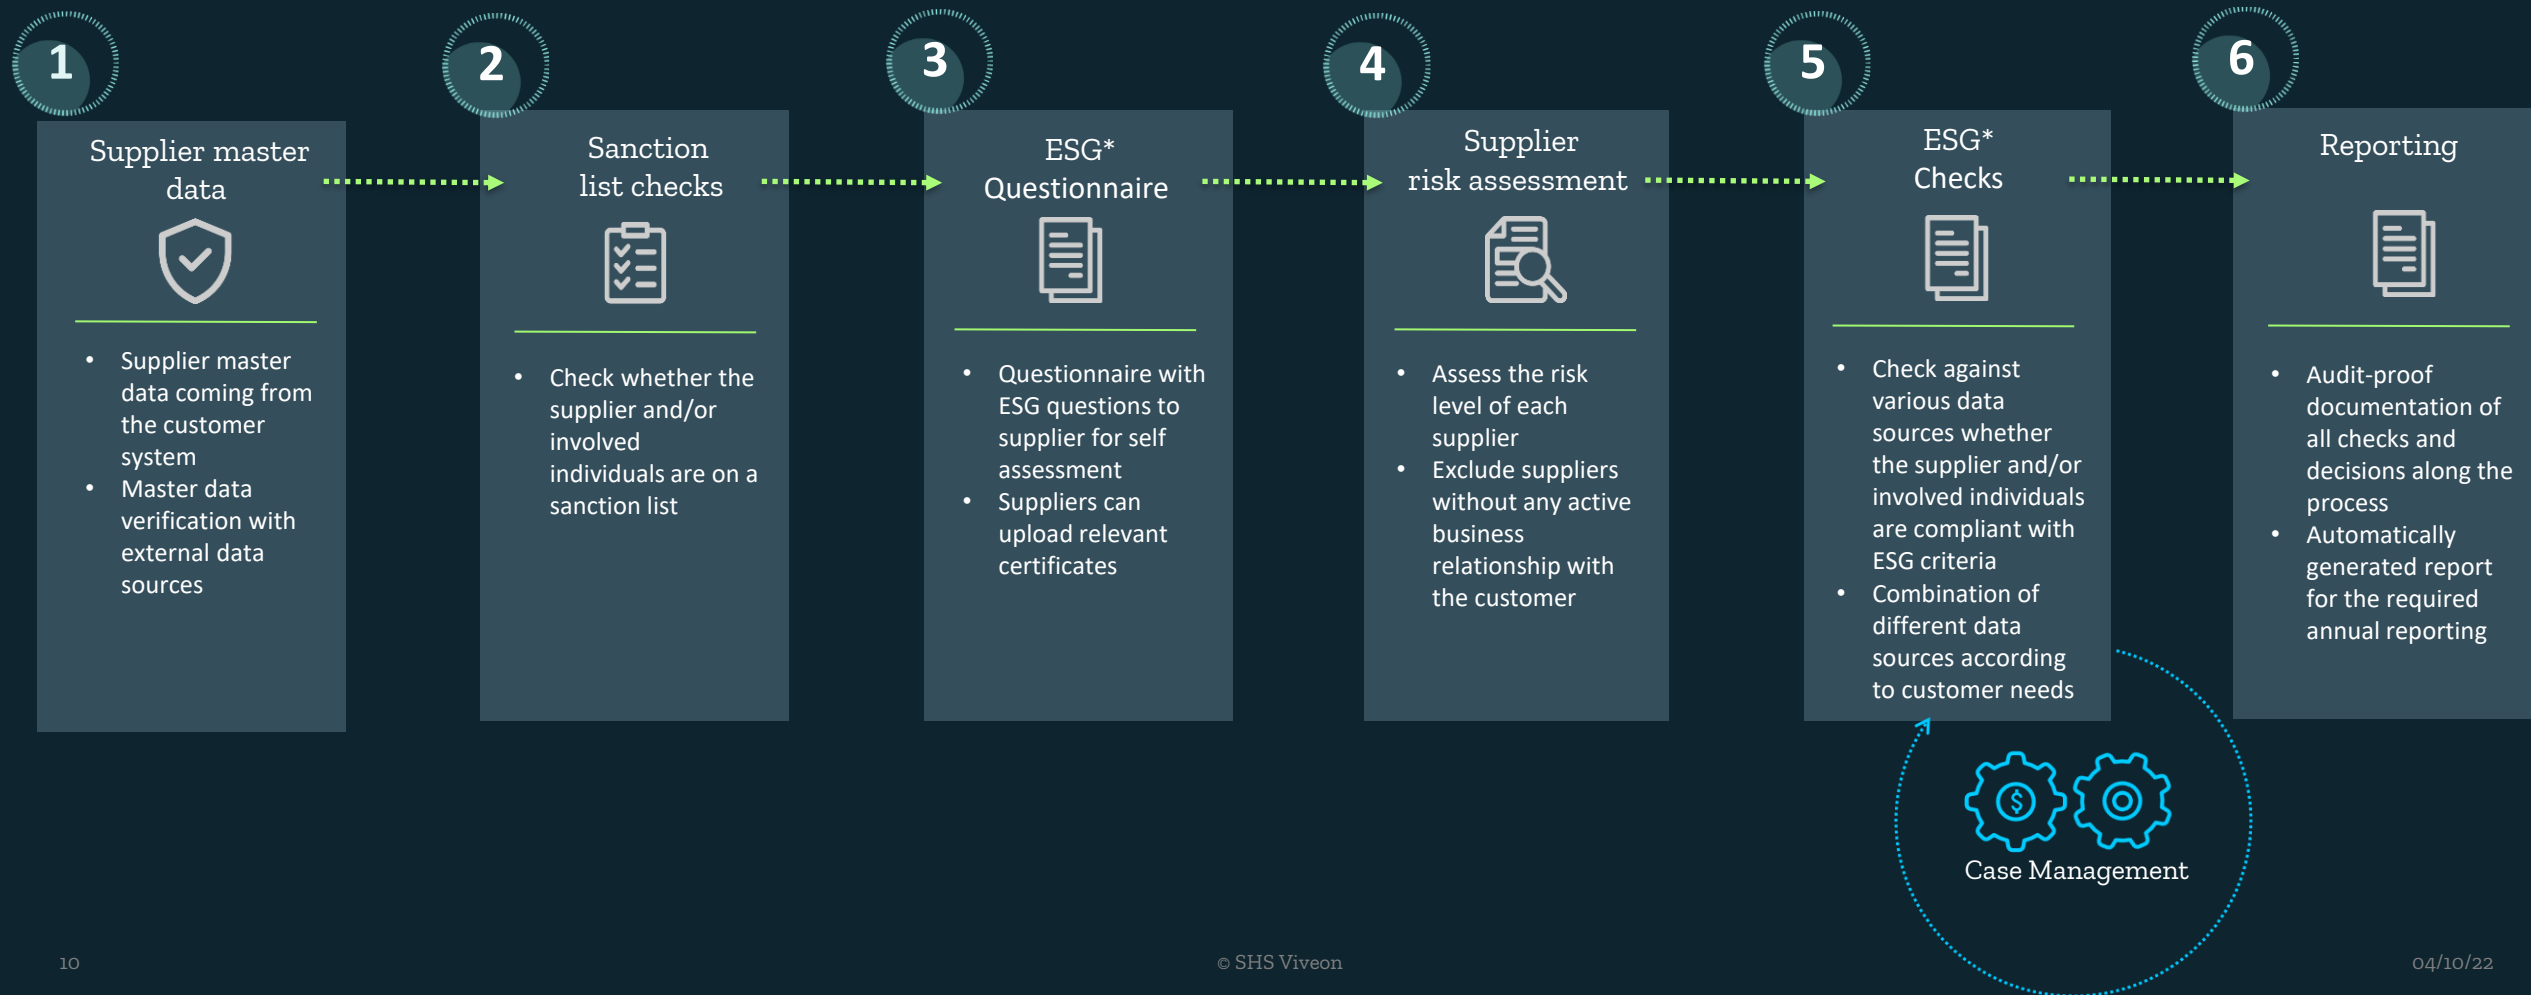 1
Supplier master
data
• Supplier master
data coming from
the customer
system
• Master data
verification with
external data
sources
2
Sanction
list checks
• Check whether the
supplier and/or
involved
individuals are on a
sanction list
3
ESG*
Questionnaire
• Questionnaire with
ESG questions to
supplier for self
assessment
• Suppliers can
upload relevant
certificates
4
Supplier
risk assessment
• Assess the risk
level of each
supplier
• Exclude suppliers
without any active
business
relationship with
the customer
5
ESG*
Checks
• Check against
various data
sources whether
the supplier and/or
involved individuals
are compliant with
ESG criteria
• Combination of
different data
sources according
to customer needs
6
Reporting
• Audit-proof
documentation of
all checks and
decisions along the
process
• Automatically
generated report
for the required
annual reporting
$
Case Management
10
© SHS Viveon
04/10/22